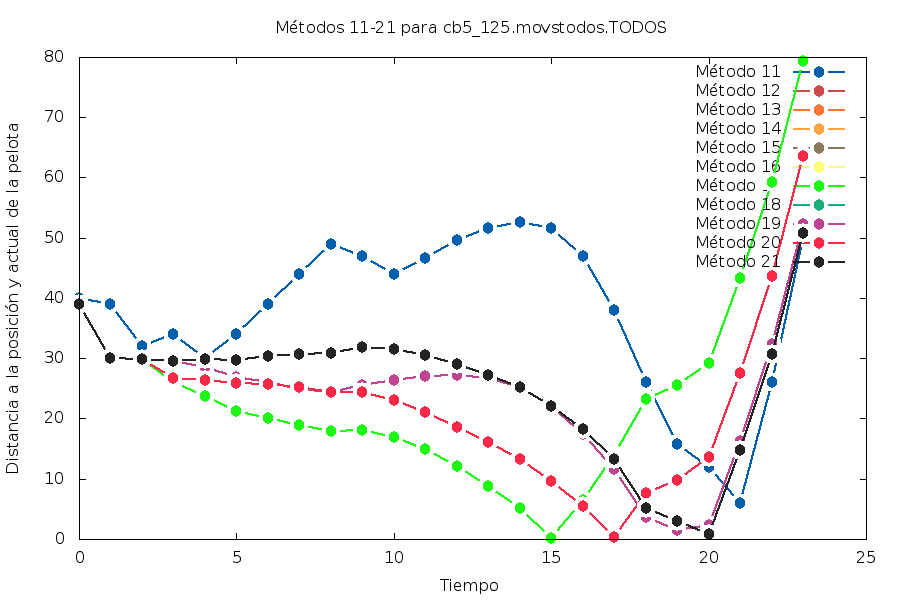 Métodos 11-21 para cb5_125.movstodos.TODOS
Distancia a la posición y actual de la pelota
80
70
60
50
40
30
20
10
0
0 5 10 15 20 25
Tiempo
Método 11
Método 12
Método 13
Método 14
Método 15
Método 16
Método
Método 18
Método 19
Método 20
Método 21